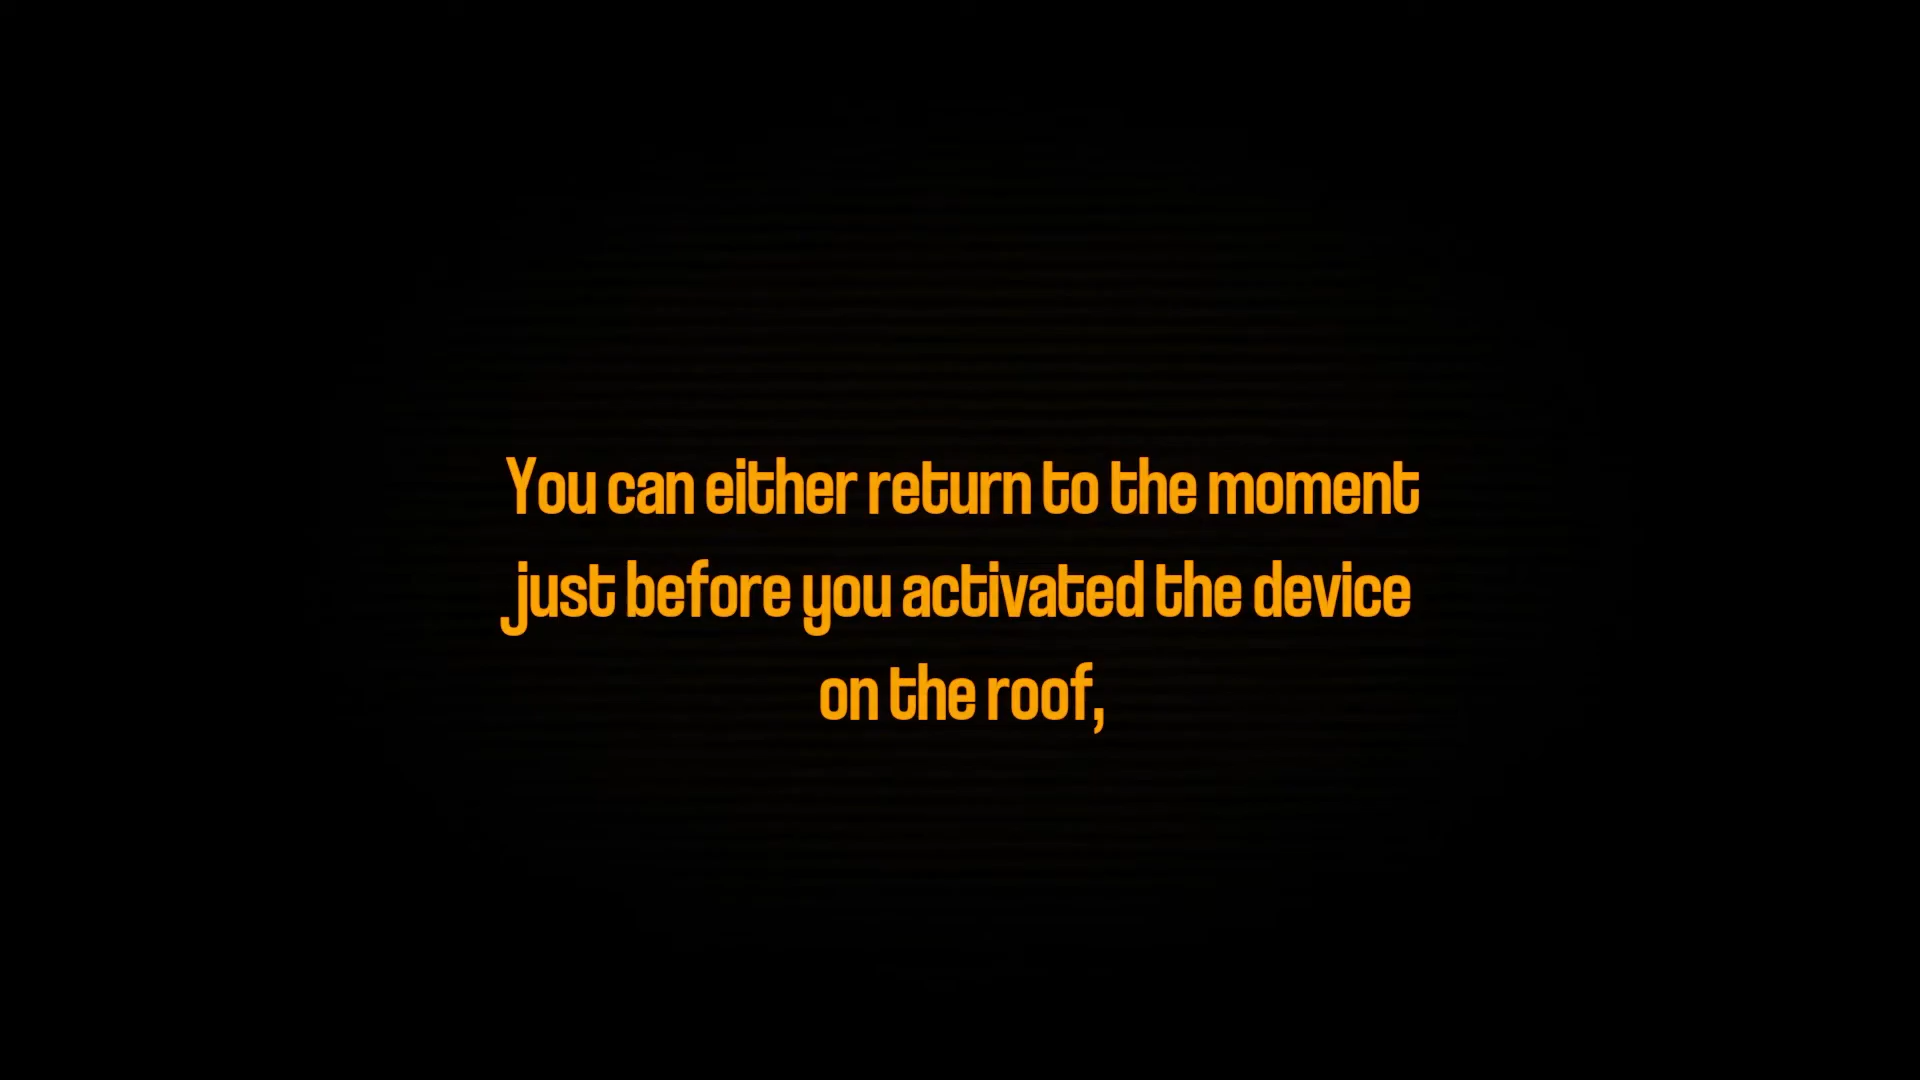 You can either return to the moment
just before you activated the device
on the roof,